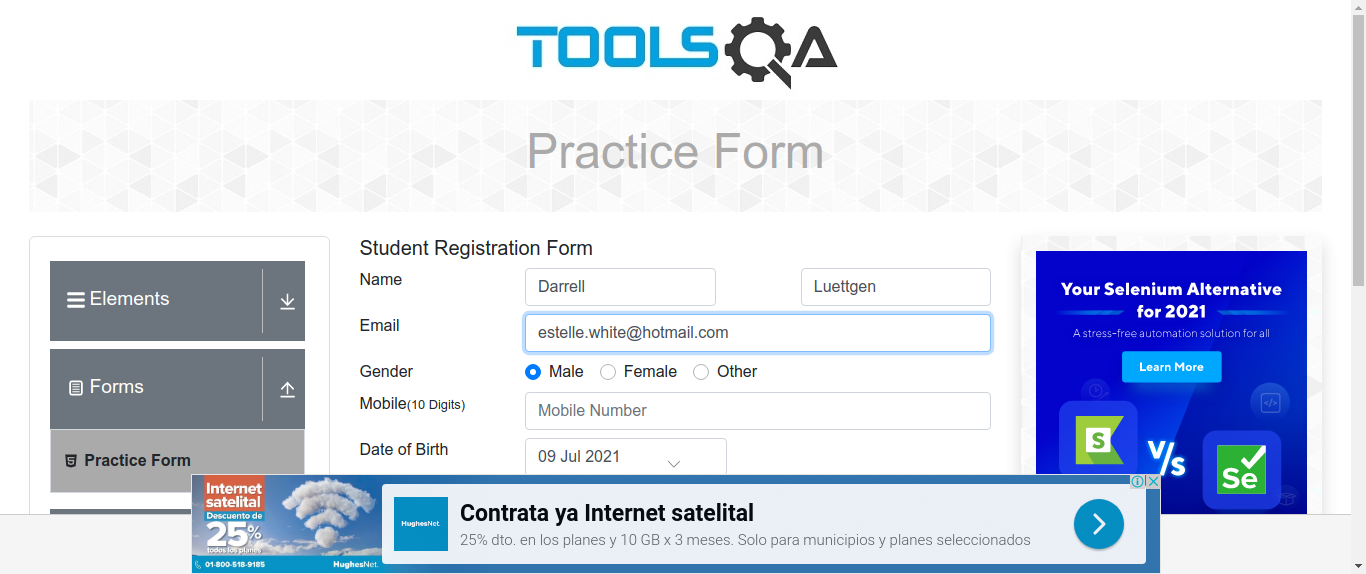 TOOLSQA
Practice Form
Elements
Forms
Practice Form
Student Registration Form
Name
Darrell
Luettgen
Email
estelle.white@hotmail.com
Gender
Male
Female
Other
Mobile(10 Digits)
Mobile Number
Date of Birth
09 Jul 2021
Your Selenium Alternative
for 2021
A stress-free automation solution for all
Learn More
S
V/s
Se
Internet
satelital
Descuento de
25%
todos los planes
01-800-518-9185
HughesNet.
HughesNet.
Contrata ya Internet satelital
25% dto. en los planes y 10 GB x 3 meses. Solo para municipios y planes seleccionados